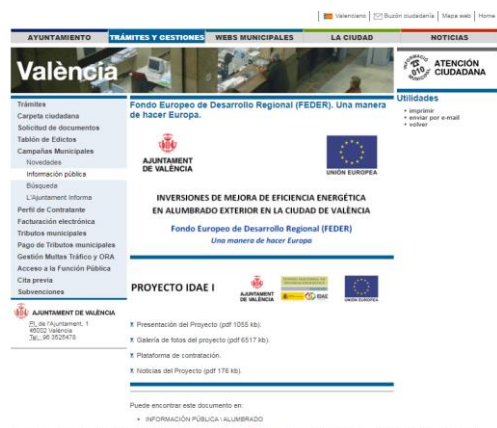 Valenciano | Buzón ciudadanía | Mapa web | Home
AYUNTAMIENTO
TRÁMITES Y GESTIONES
WEBS MUNICIPALES
LA CIUDAD
NOTICIAS
València
INFORMACIÓ
010
MUNICIPAL
ATENCIÓN
CIUDADANA
Trámites
Carpeta ciudadana
Solicitud de documentos
Tablón de Edictos
Campañas Municipales
Novedades
Información pública
Búsqueda
L'Ajuntament Informa
Perfil de Contratante
Facturación electrónica
Tributos municipales
Pago de Tributos municipales
Gestión Multas Tráfico y ORA
Acceso a la Función Pública
Cita previa
Subvenciones
AJUNTAMENT DE VALÈNCIA
Pl. de l'Ajuntament, 1
46002 València
Tel.: 96 3525478
Fondo Europeo de Desarrollo Regional (FEDER). Una manera
de hacer Europa.
AJUNTAMENT
DE VALÈNCIA
UNIÓN EUROPEA
INVERSIONES DE MEJORA DE EFICIENCIA ENERGÉTICA
EN ALUMBRADO EXTERIOR EN LA CIUDAD DE VALÈNCIA
Fondo Europeo de Desarrollo Regional (FEDER)
Una manera de hacer Europa
PROYECTO IDAE I
AJUNTAMENT
DE VALÈNCIA
IDAE
UNIÓN EUROPEA
Presentación del Proyecto (pdf 1055 kb).
Galería de fotos del proyecto (pdf 6517 kb).
Plataforma de contratación.
Noticias del Proyecto (pdf 176 kb).
Puede encontrar este documento en:
• INFORMACIÓN PÚBLICA \ ALUMBRADO
Utilidades
• imprimir
• enviar por e-mail
• volver